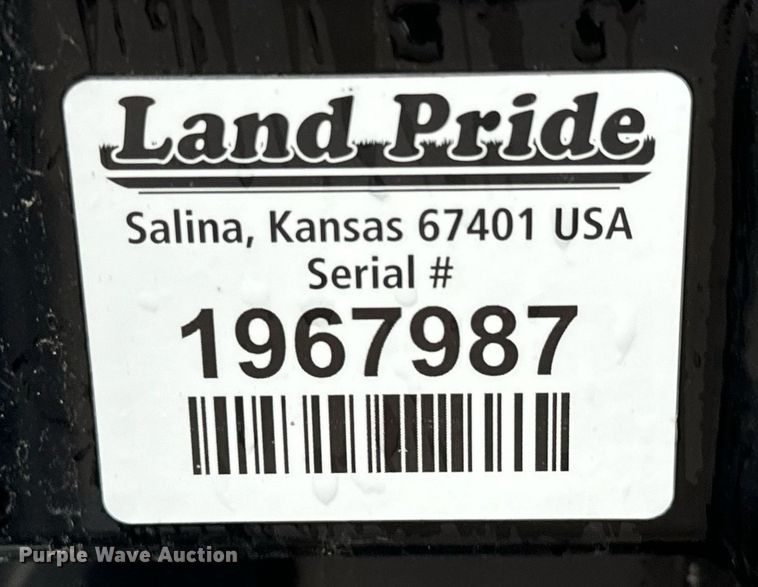 Land Pride
Salina, Kansas 67401 USA
Serial #
1967987
Purple Wave Auction